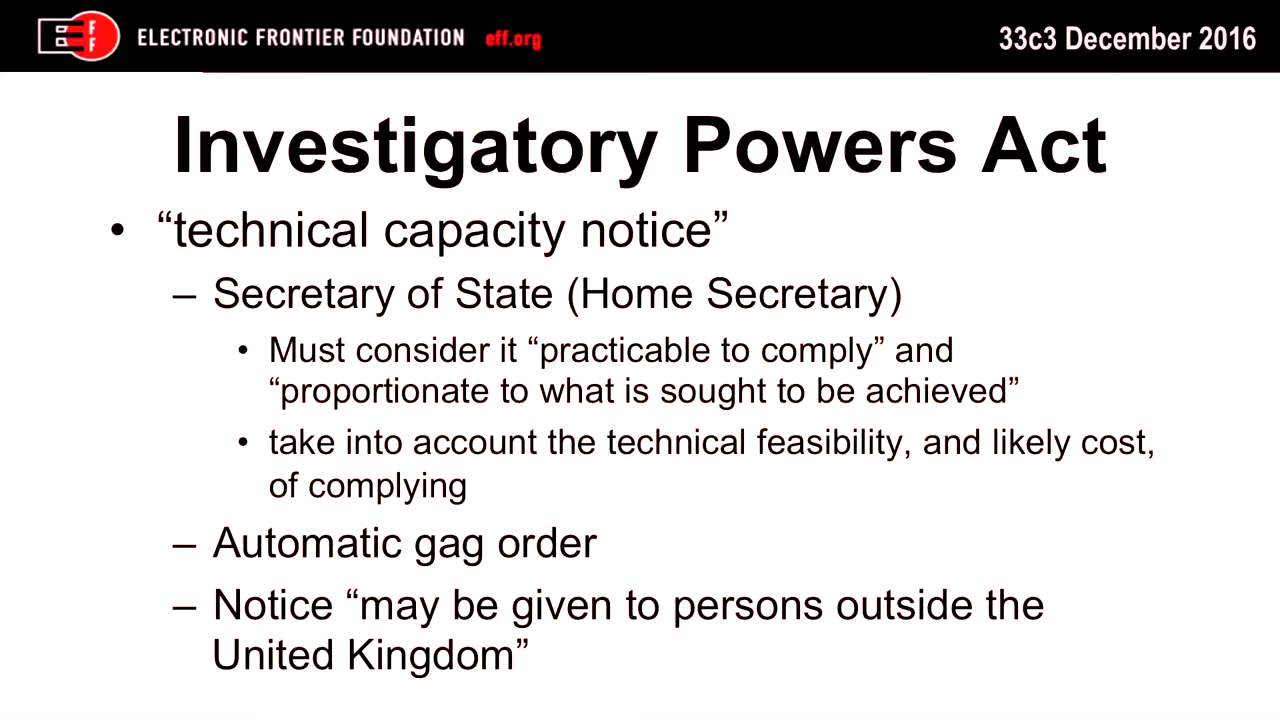 EFF ELECTRONIC FRONTIER FOUNDATION eff.org
33c3 December 2016
Investigatory Powers Act
• “technical capacity notice”
– Secretary of State (Home Secretary)
• Must consider it “practicable to comply” and
“proportionate to what is sought to be achieved”
• take into account the technical feasibility, and likely cost,
of complying
– Automatic gag order
– Notice “may be given to persons outside the
United Kingdom”